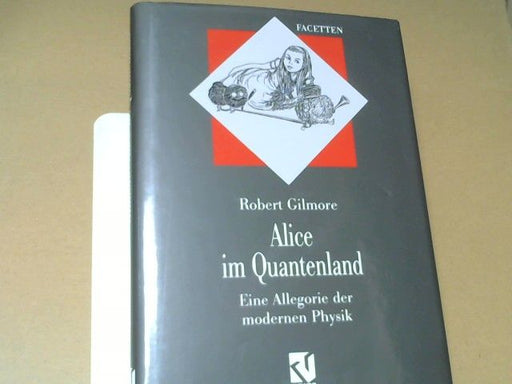 FACETTEN
Robert Gilmore
Alice
im Quantenland
Eine Allegorie der
modernen Physik